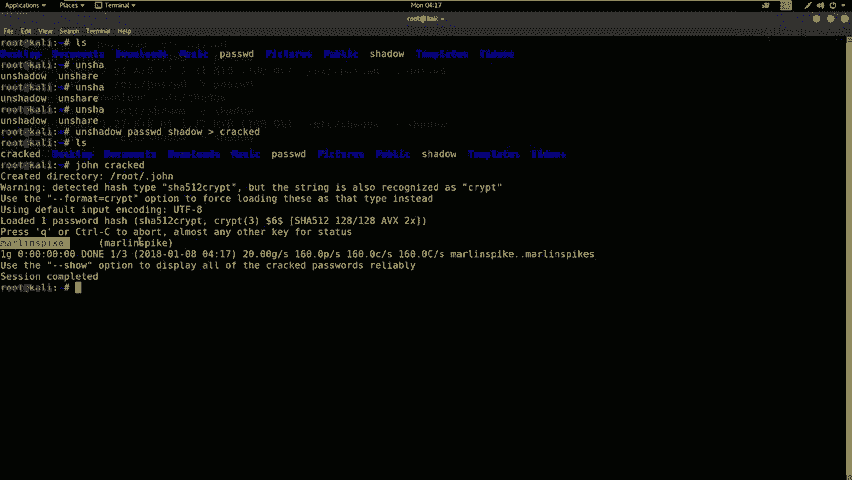 Applications Places Terminal Mon 04:17
root@kali: ~
File Edit View Search Terminal Help
root@kali:~# ls
Desktop Documents Downloads Music passwd Pictures Public shadow Templates Videos
root@kali:~# unsha
unshadow unshare
root@kali:~# unsha
unshadow unshare
root@kali:~# unsha
unshadow unshare
root@kali:~# unshadow passwd shadow > cracked
root@kali:~# ls
cracked Desktop Documents Downloads Music passwd Pictures Public shadow Templates Videos
root@kali:~# john cracked
Created directory: /root/.john
Warning: detected hash type "sha512crypt", but the string is also recognized as "crypt"
Use the "--format=crypt" option to force loading these as that type instead
Using default input encoding: UTF-8
Loaded 1 password hash (sha512crypt, crypt(3) $6$ [SHA512 128/128 AVX 2x])
Press 'q' or Ctrl-C to abort, almost any other key for status
marlinspike (marlinspike)
1g 0:00:00:00 DONE 1/3 (2018-01-08 04:17) 20.00g/s 160.0p/s 160.0c/s 160.0C/s marlinspike..marlinspikes
Use the "--show" option to display all of the cracked passwords reliably
Session completed
root@kali:~#